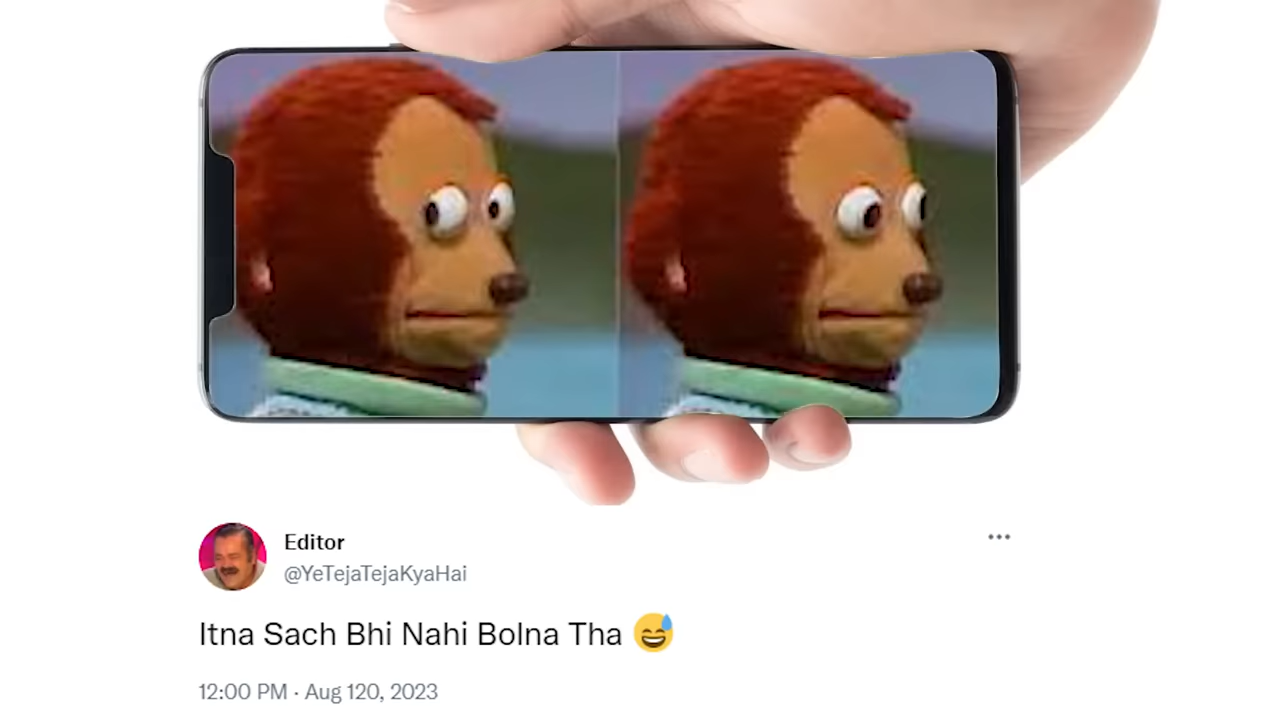 Editor
@YeTejaTejaKyaHai
Itna Sach Bhi Nahi Bolna Tha 😅
12:00 PM · Aug 120, 2023